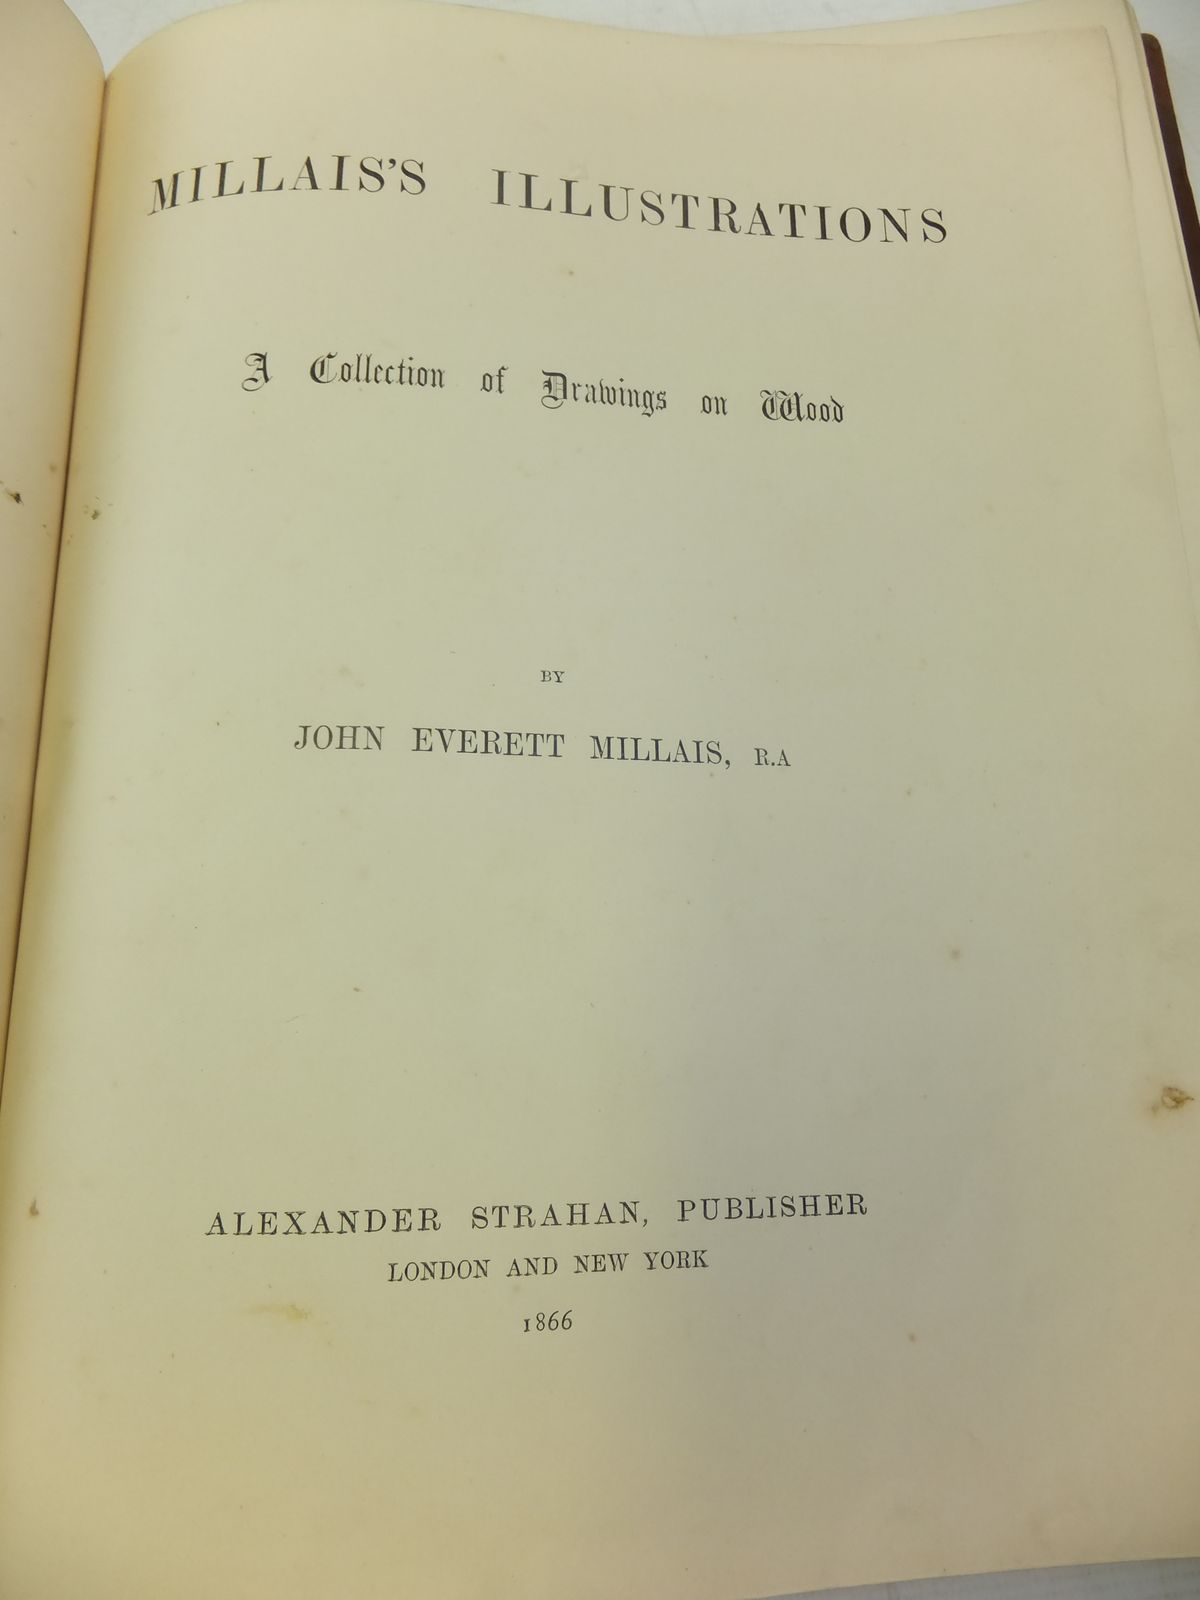 MILLAIS'S ILLUSTRATIONS
A Collection of Drawings on Wood
BY
JOHN EVERETT MILLAIS, R.A
ALEXANDER STRAHAN, PUBLISHER
LONDON AND NEW YORK
1866